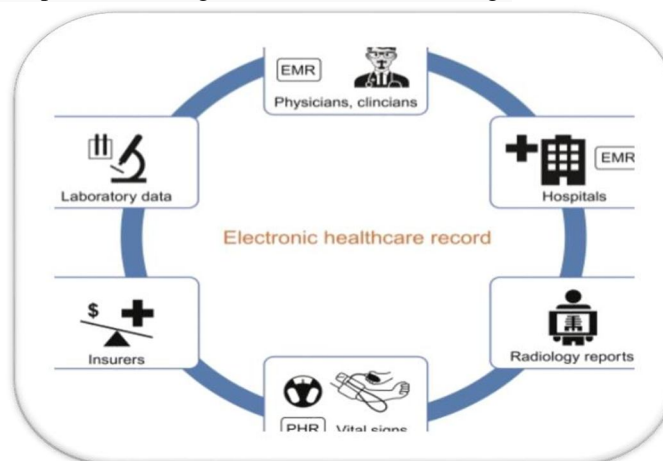 EMR
Physicians, clincians
Laboratory data
EMR
Hospitals
Electronic healthcare record
$
Insurers
Radiology reports
PHR Vital signs